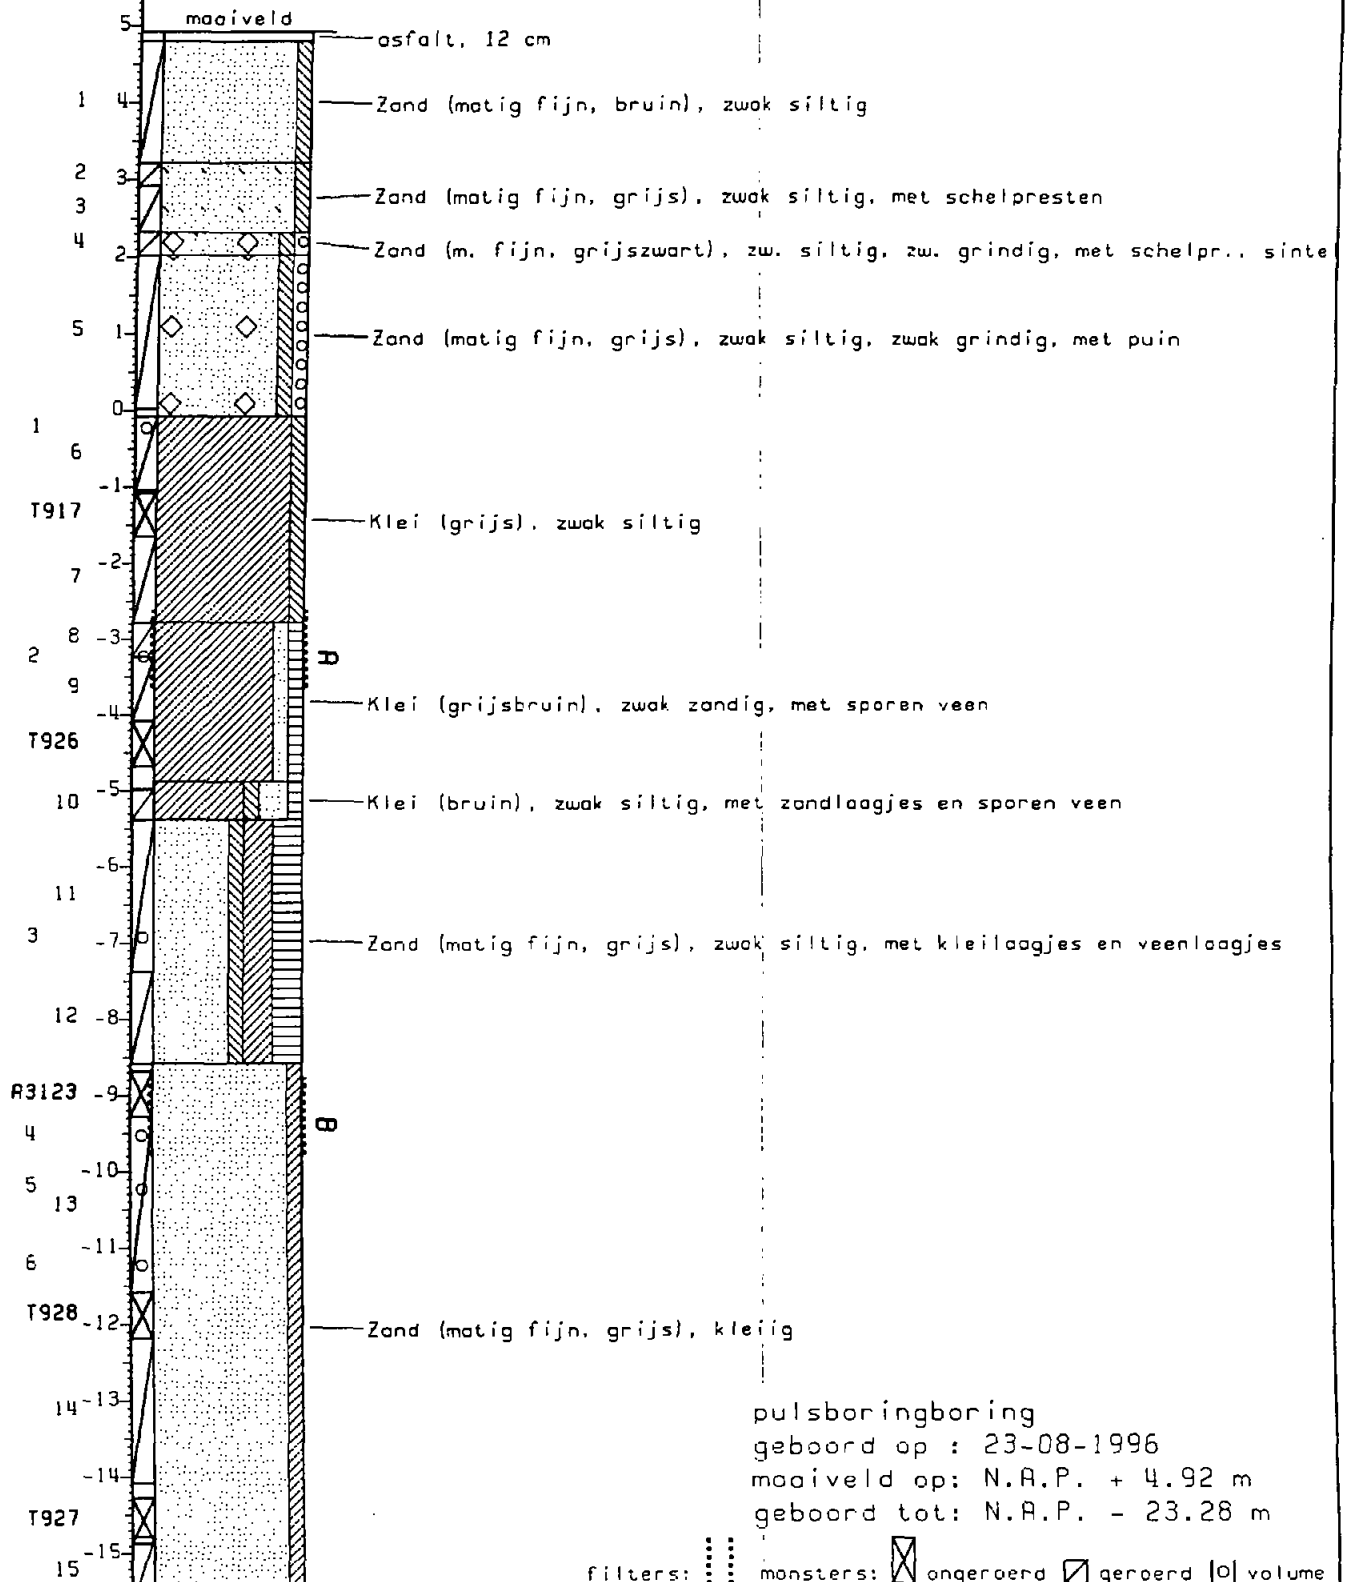 maaiveld
5
asfalt, 12 cm
1 4 Zand (matig fijn, bruin), zwak siltig
2
3
3 Zand (matig fijn, grijs), zwak siltig, met schelpresten
4 Zand (m. fijn, grijszwart), zw. siltig, zw. grindig, met schelpr., sinte
2
5 1 Zand (matig fijn, grijs), zwak siltig, zwak grindig, met puin
0
1
6
-1
T917 Klei (grijs), zwak siltig
-2
7
8 -3
2 A
9 Klei (grijsbruin), zwak zandig, met sporen veen
-4
T926
-5
10 Klei (bruin), zwak siltig, met zandlaagjes en sporen veen
-6
11
3 -7 Zand (matig fijn, grijs), zwak siltig, met kleilaagjes en veenlaagjes
12 -8
A3123 -9
4 B
-10
5
13
-11
6
T928 -12 Zand (matig fijn, grijs), kleiig
14 -13
pulsboringboring
geboord op : 23-08-1996
-14 maaiveld op: N.A.P. + 4.92 m
T927 geboord tot: N.A.P. - 23.28 m
-15
15 filters: monsters: ongeroerd geroerd volume